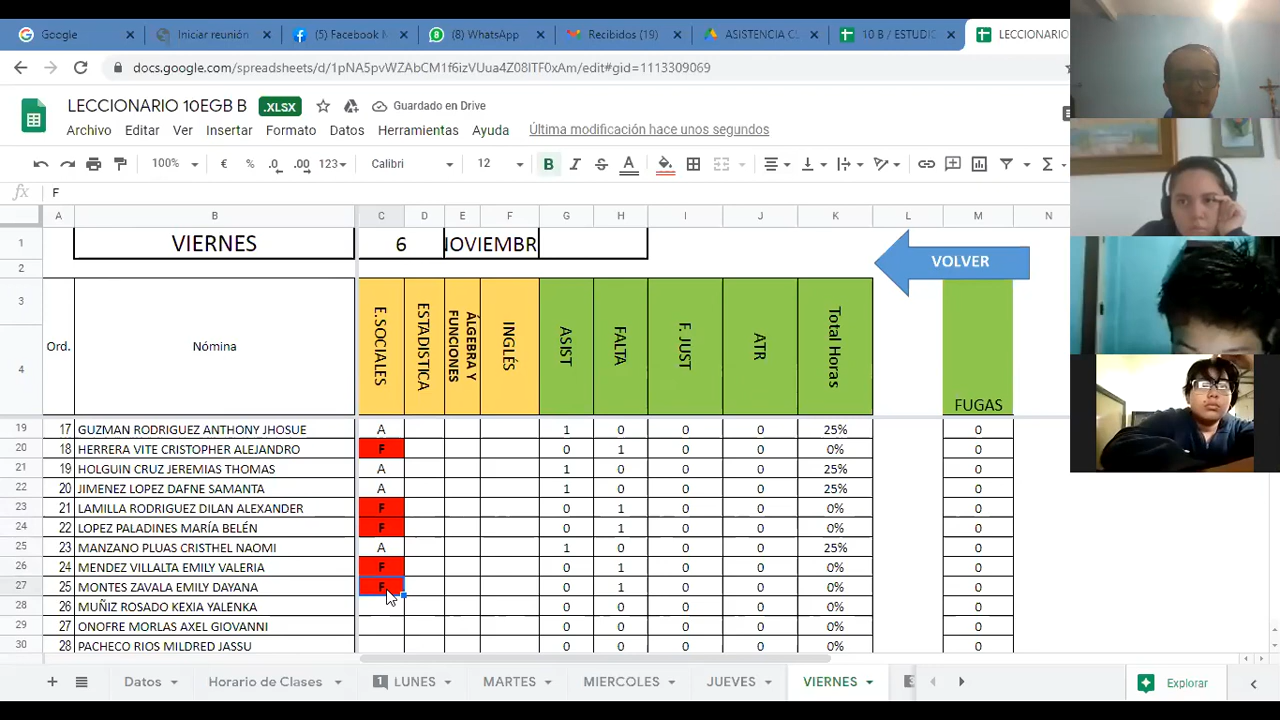 Google
Iniciar reunión
(5) Facebook
(8) WhatsApp
Recibidos (19)
ASISTENCIA
10 B / ESTUDI
LECCIONARIO
docs.google.com/spreadsheets/d/1pNASpvWZAbCM1f6izVUua4Z08ITF0xAm/edit#gid=1113309069
LECCIONARIO 10EGB B .XLSX Guardado en Drive
Archivo Editar Ver Insertar Formato Datos Herramientas Ayuda Última modificación hace unos segundos
100% € % .0 .00 123 Calibri 12 B I S A Σ
fx F
A B C D E F G H I J K L M N
1 VIERNES 6 NOVIEMBR VOLVER
2
3
4
Ord. Nómina E.SOCIALES ESTADISTICA ÁLGEBRA Y FUNCIONES INGLÉS ASIST FALTA F. JUST ATR Total Horas FUGAS
19 17 GUZMAN RODRIGUEZ ANTHONY JHOSUE A 1 0 0 0 25% 0
20 18 HERRERA VITE CRISTOPHER ALEJANDRO F 0 1 0 0 0% 0
21 19 HOLGUIN CRUZ JEREMIAS THOMAS A 1 0 0 0 25% 0
22 20 JIMENEZ LOPEZ DAFNE SAMANTA A 1 0 0 0 25% 0
23 21 LAMILLA RODRIGUEZ DILAN ALEXANDER F 0 1 0 0 0% 0
24 22 LOPEZ PALADINES MARÍA BELÉN F 0 1 0 0 0% 0
25 23 MANZANO PLUAS CRISTHEL NAOMI A 1 0 0 0 25% 0
26 24 MENDEZ VILLALTA EMILY VALERIA F 0 1 0 0 0% 0
27 25 MONTES ZAVALA EMILY DAYANA F 0 1 0 0 0% 0
28 26 MUÑIZ ROSADO KEXIA YALENKA 0 0 0 0 0% 0
29 27 ONOFRE MORLAS AXEL GIOVANNI 0 0 0 0 0% 0
30 28 PACHECO RIOS MILDRED JASSU 0 0 0 0 0% 0
Datos Horario de Clases 1 LUNES MARTES MIERCOLES JUEVES VIERNES Explorar